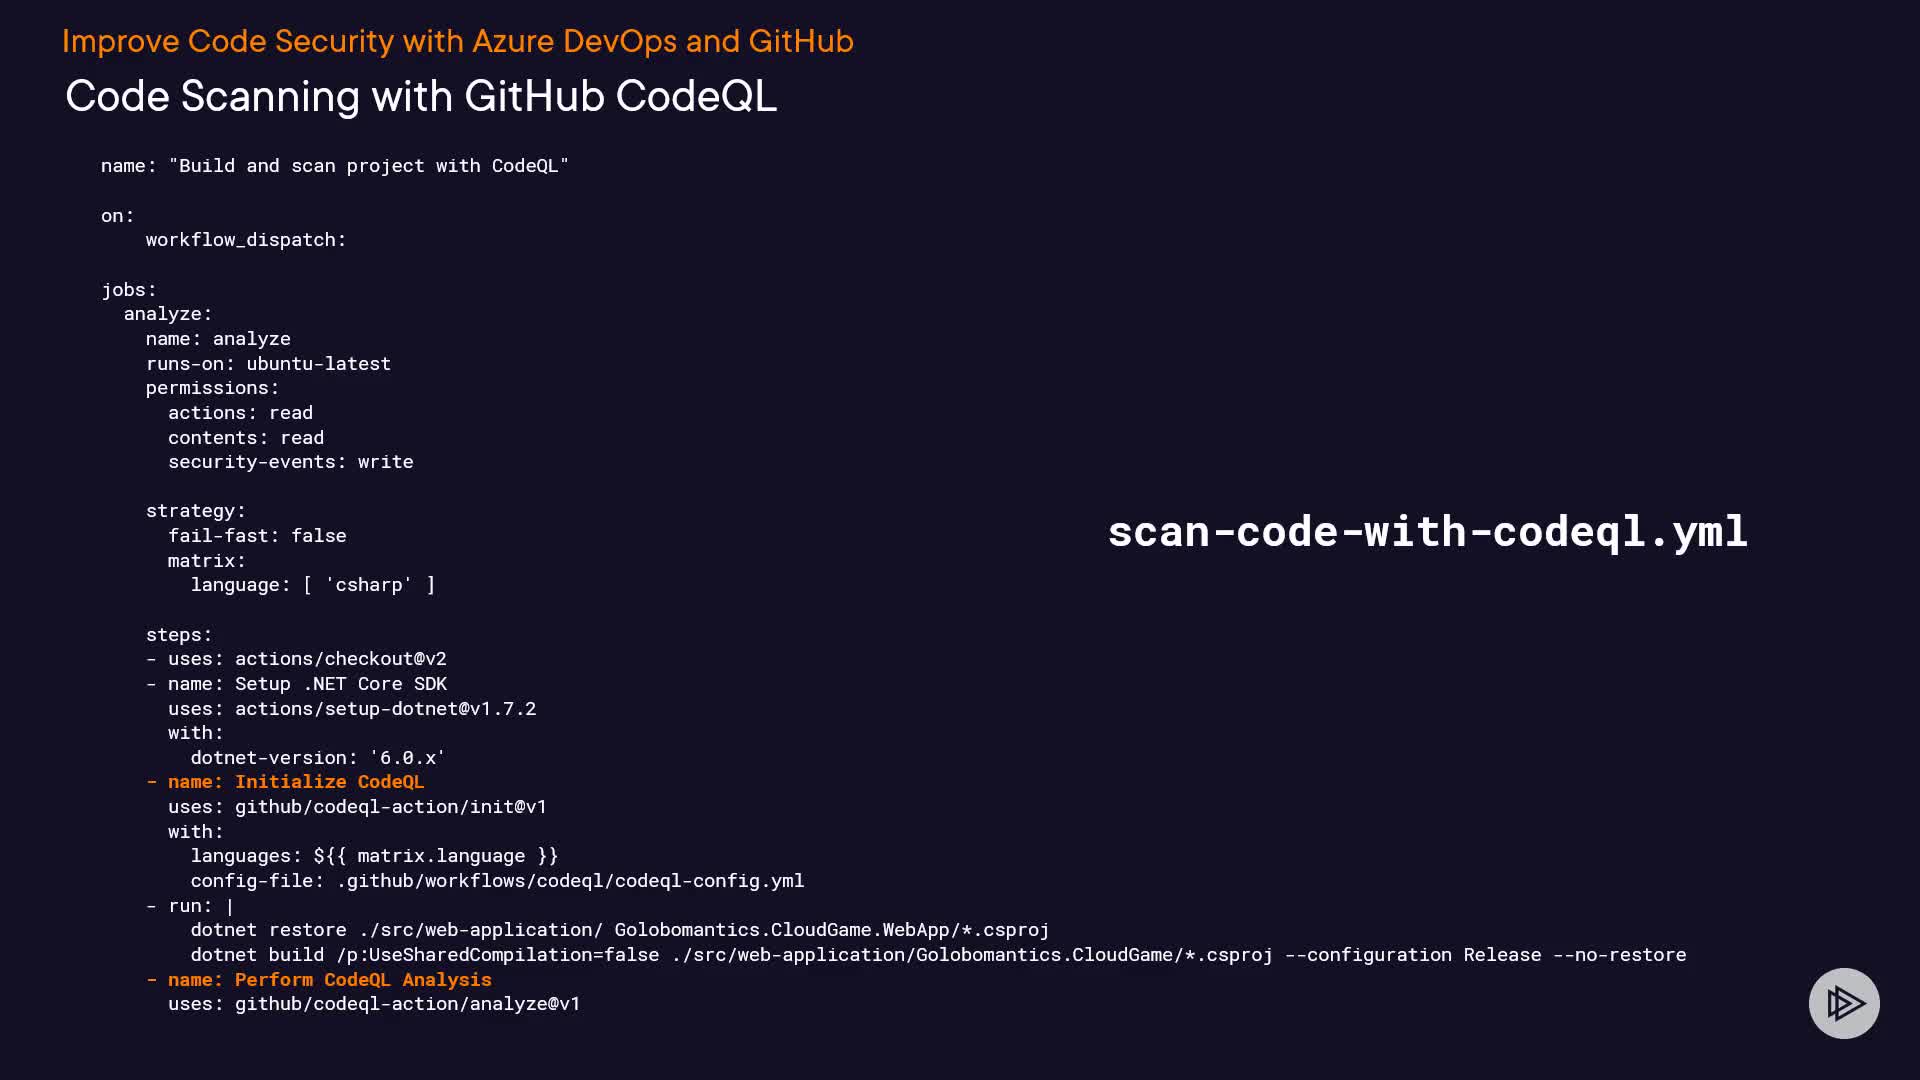 Improve Code Security with Azure DevOps and GitHub
Code Scanning with GitHub CodeQL
name: "Build and scan project with CodeQL"
on:
workflow_dispatch:
jobs:
analyze:
name: analyze
runs-on: ubuntu-latest
permissions:
actions: read
contents: read
security-events: write
strategy:
fail-fast: false
matrix:
language: [ 'csharp' ]
scan-code-with-codeql.yml
steps:
- uses: actions/checkout@v2
- name: Setup .NET Core SDK
uses: actions/setup-dotnet@v1.7.2
with:
dotnet-version: '6.0.x'
- name: Initialize CodeQL
uses: github/codeql-action/init@v1
with:
languages: ${{ matrix.language }}
config-file: .github/workflows/codeql/codeql-config.yml
- run: |
dotnet restore ./src/web-application/ Golobomantics.CloudGame.WebApp/*.csproj
dotnet build /p:UseSharedCompilation=false ./src/web-application/Golobomantics.CloudGame/*.csproj --configuration Release --no-restore
- name: Perform CodeQL Analysis
uses: github/codeql-action/analyze@v1